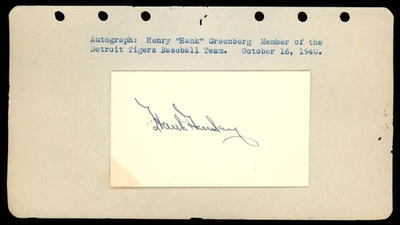 Autograph: Henry "Hank" Greenberg Member of the
Detroit Tigers Baseball Team. October 16, 1940.
Hank Greenberg